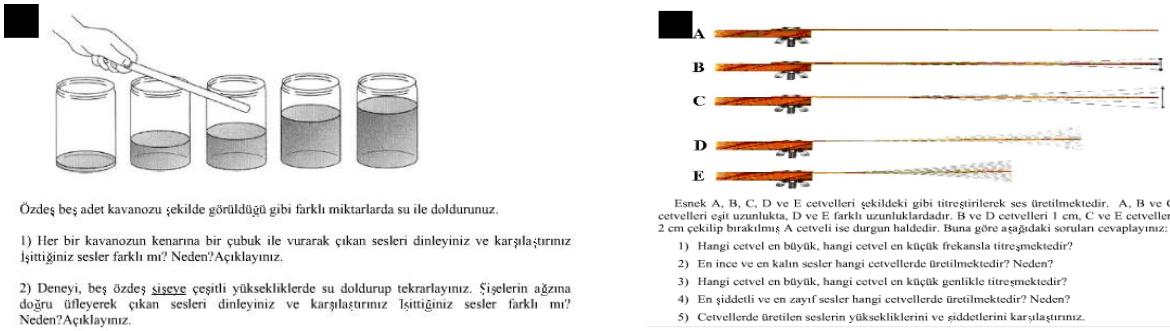 Özdeş beş adet kavanozu şekilde görüldüğü gibi farklı miktarlarda su ile doldurunuz.
1) Her bir kavanozun kenarına bir çubuk ile vurarak çıkan sesleri dinleyiniz ve karşılaştırınız
İşittiğiniz sesler farklı mı? Neden?Açıklayınız.
2) Deneyi, beş özdeş şişeye çeşitli yüksekliklerde su doldurup tekrarlayınız. Şişelerin ağzına
doğru üfleyerek çıkan sesleri dinleyiniz ve karşılaştırınız İşittiğiniz sesler farklı mı?
Neden?Açıklayınız.
A
B
C
D
E
Esnek A, B, C, D ve E cetvelleri şekildeki gibi titreştirilerek ses üretilmektedir. A, B ve C
cetvelleri eşit uzunlukta, D ve E farklı uzunluklardadır. B ve D cetvelleri 1 cm, C ve E cetveller
2 cm çekilip bırakılmış A cetveli ise durgun haldedir. Buna göre aşağıdaki soruları cevaplayınız:
1) Hangi cetvel en büyük, hangi cetvel en küçük frekansla titreşmektedir?
2) En ince ve en kalın sesler hangi cetvellerde üretilmektedir? Neden?
3) Hangi cetvel en büyük, hangi cetvel en küçük genlikle titreşmektedir?
4) En şiddetli ve en zayıf sesler hangi cetvellerde üretilmektedir? Neden?
5) Cetvellerde üretilen seslerin yüksekliklerini ve şiddetlerini karşılaştırınız.